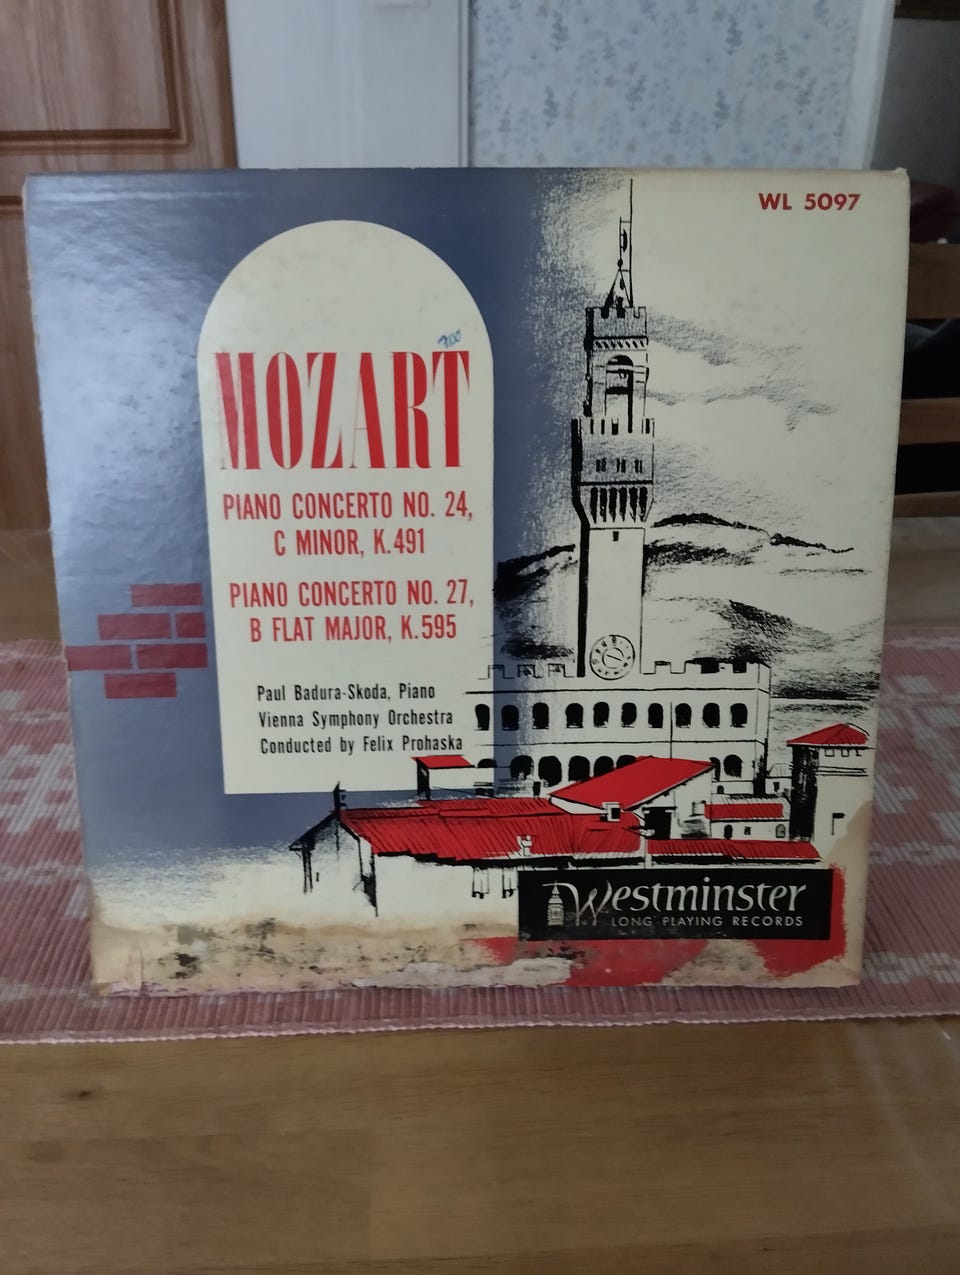 WL 5097
700
MOZART
PIANO CONCERTO NO. 24,
C MINOR, K.491
PIANO CONCERTO NO. 27,
B FLAT MAJOR, K.595
Paul Badura-Skoda, Piano
Vienna Symphony Orchestra
Conducted by Felix Prohaska
Westminster
LONG PLAYING RECORDS